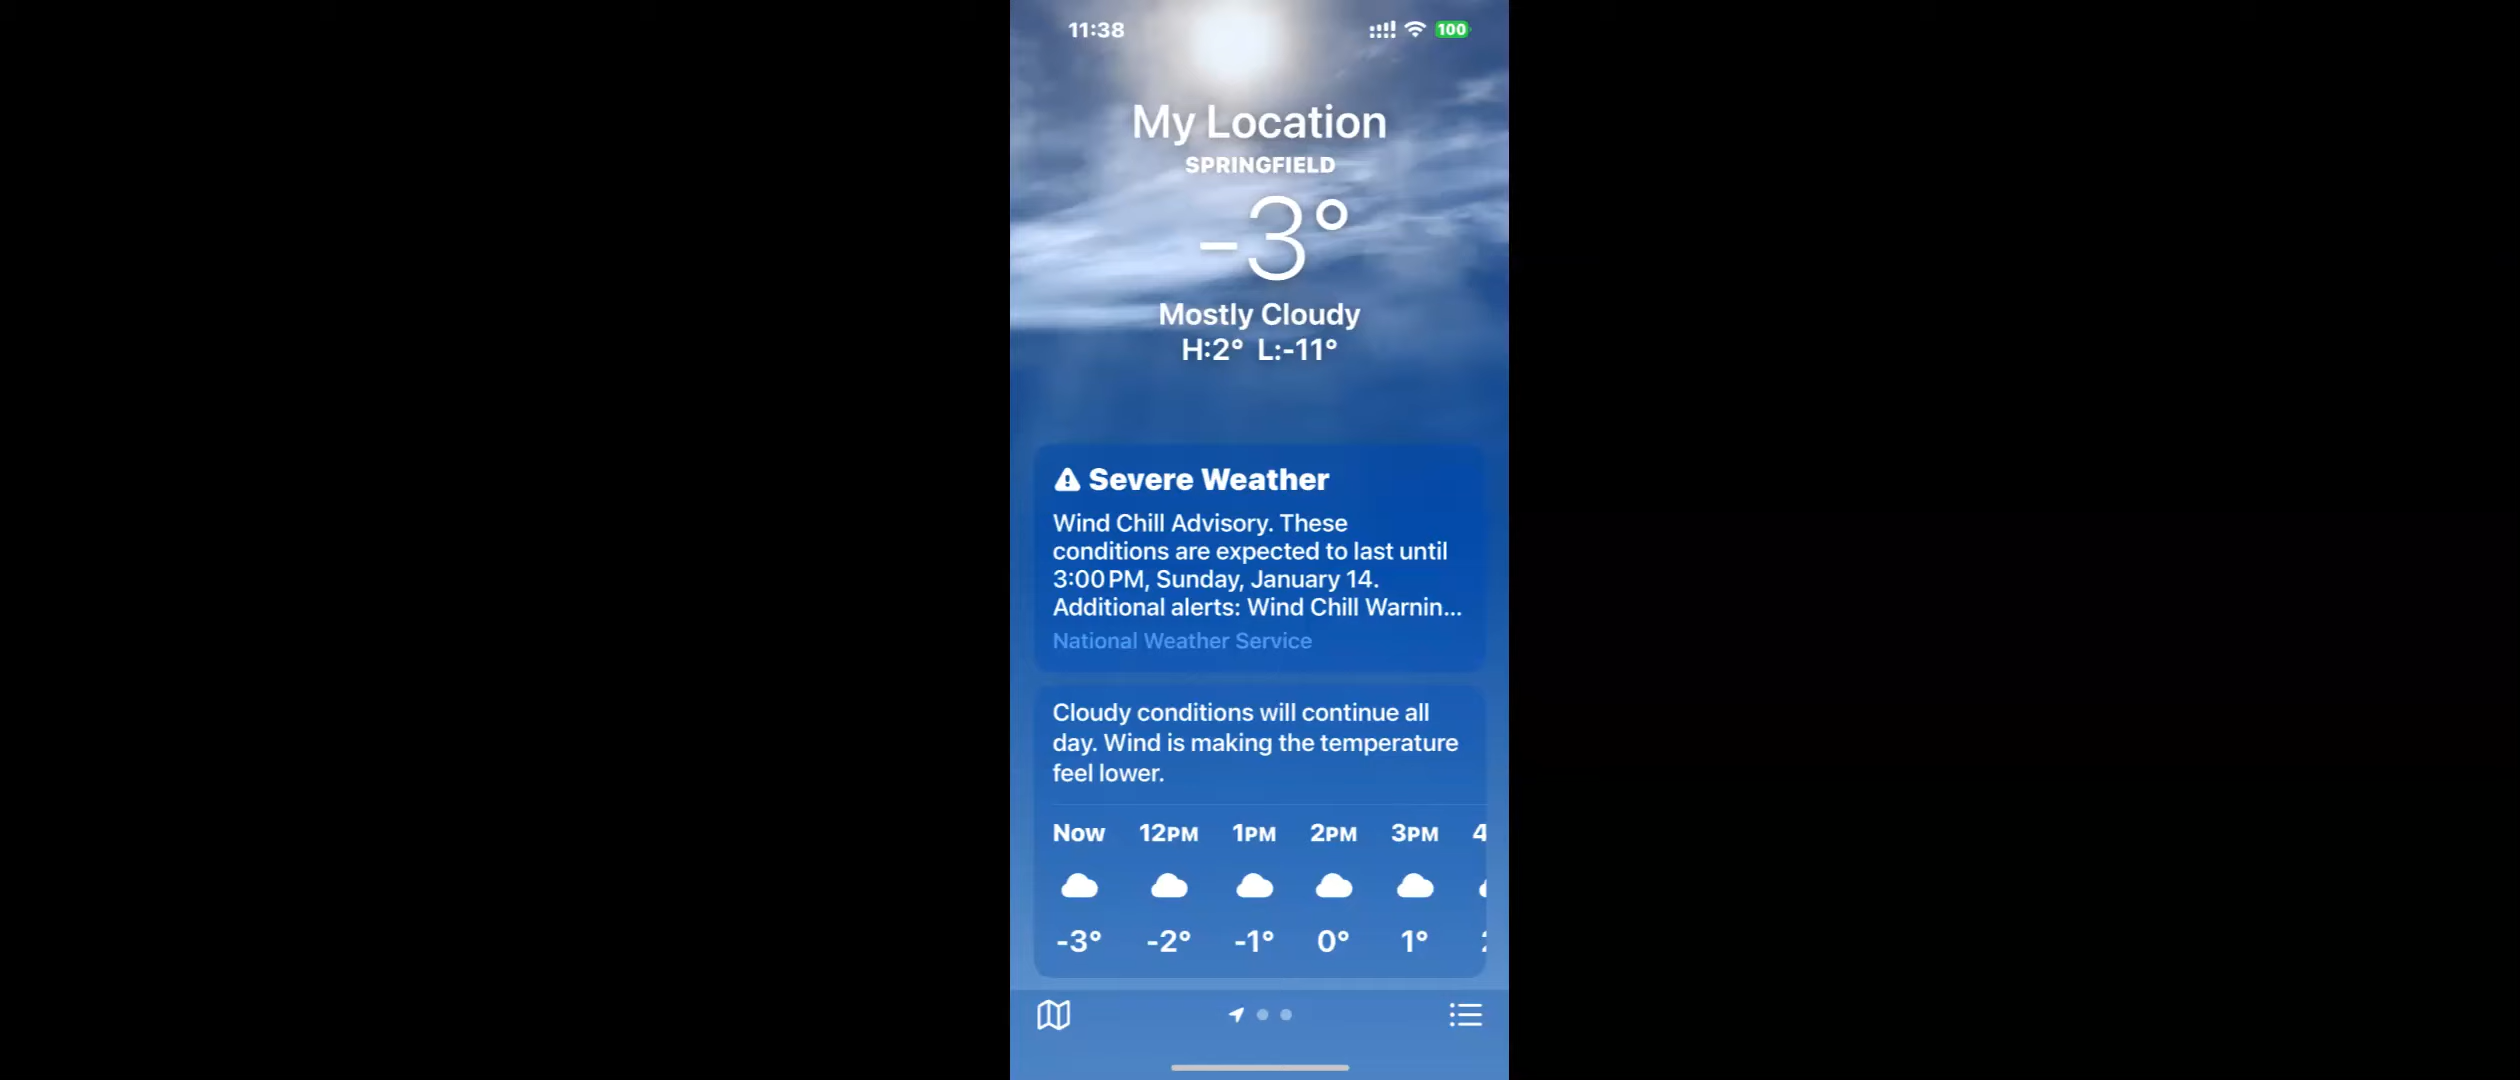 11:38
100
My Location
SPRINGFIELD
-3°
Mostly Cloudy
H:2° L:-11°
Severe Weather
Wind Chill Advisory. These
conditions are expected to last until
3:00 PM, Sunday, January 14.
Additional alerts: Wind Chill Warnin...
National Weather Service
Cloudy conditions will continue all
day. Wind is making the temperature
feel lower.
Now 12PM 1PM 2PM 3PM 4
-3° -2° -1° 0° 1°